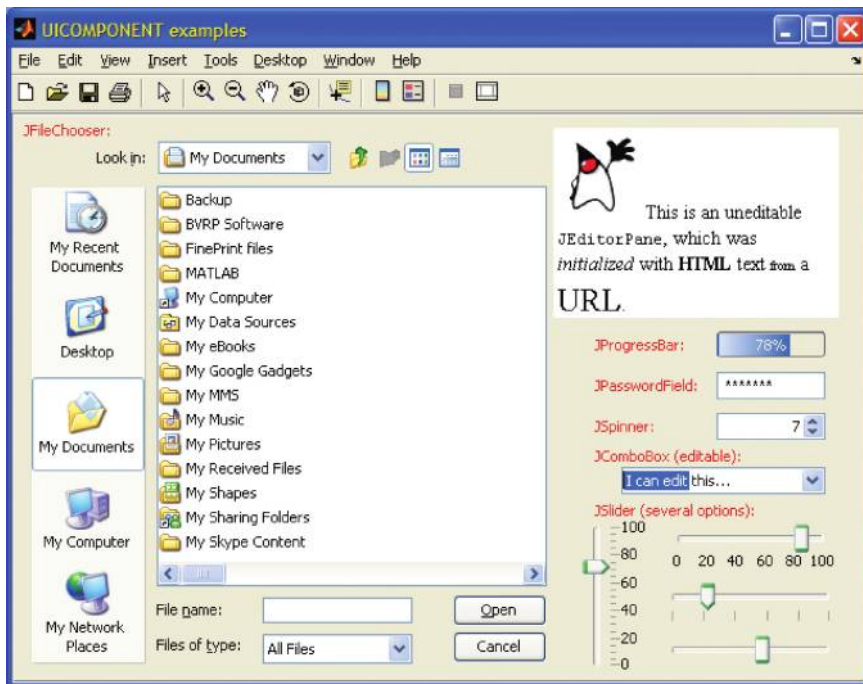 UICOMPONENT examples
File Edit View Insert Tools Desktop Window Help
JFileChooser:
Look in: My Documents
My Recent Documents
Desktop
My Documents
My Computer
My Network Places
Backup
BVRP Software
FinePrint files
MATLAB
My Computer
My Data Sources
My eBooks
My Google Gadgets
My MMS
My Music
My Pictures
My Received Files
My Shapes
My Sharing Folders
My Skype Content
File name: Open
Files of type: All Files Cancel
This is an uneditable
JEditorPane, which was
initialized with HTML text from a
URL.
JProgressBar: 78%
JPasswordField: *******
JSpinner: 7
JComboBox (editable):
I can edit this...
JSlider (several options):
100
80
60
40
20
0
0 20 40 60 80 100